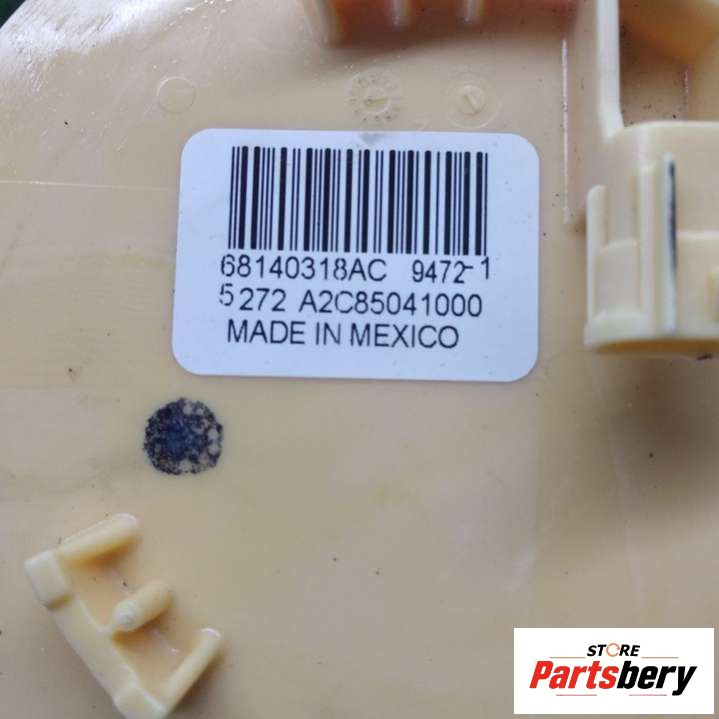 68140318AC 9472-1
5272 A2C85041000
MADE IN MEXICO
STORE
Partsbery